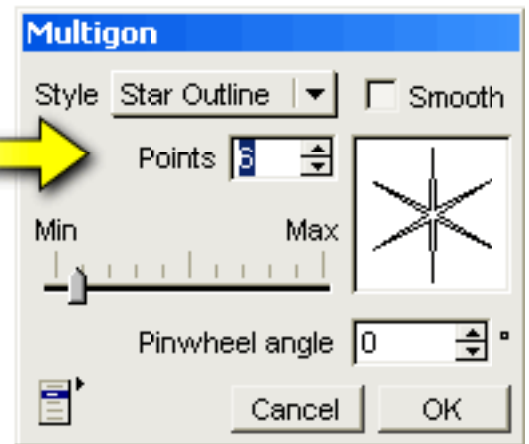 Multigon
Style Star Outline Smooth
Points 6
Min Max
Pinwheel angle 0 °
Cancel OK